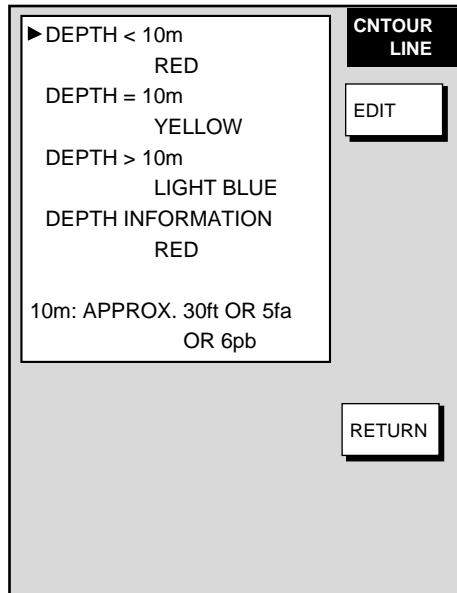 ▶DEPTH < 10m
RED
DEPTH = 10m
YELLOW
DEPTH > 10m
LIGHT BLUE
DEPTH INFORMATION
RED
10m: APPROX. 30ft OR 5fa
OR 6pb
CNTOUR
LINE
EDIT
RETURN